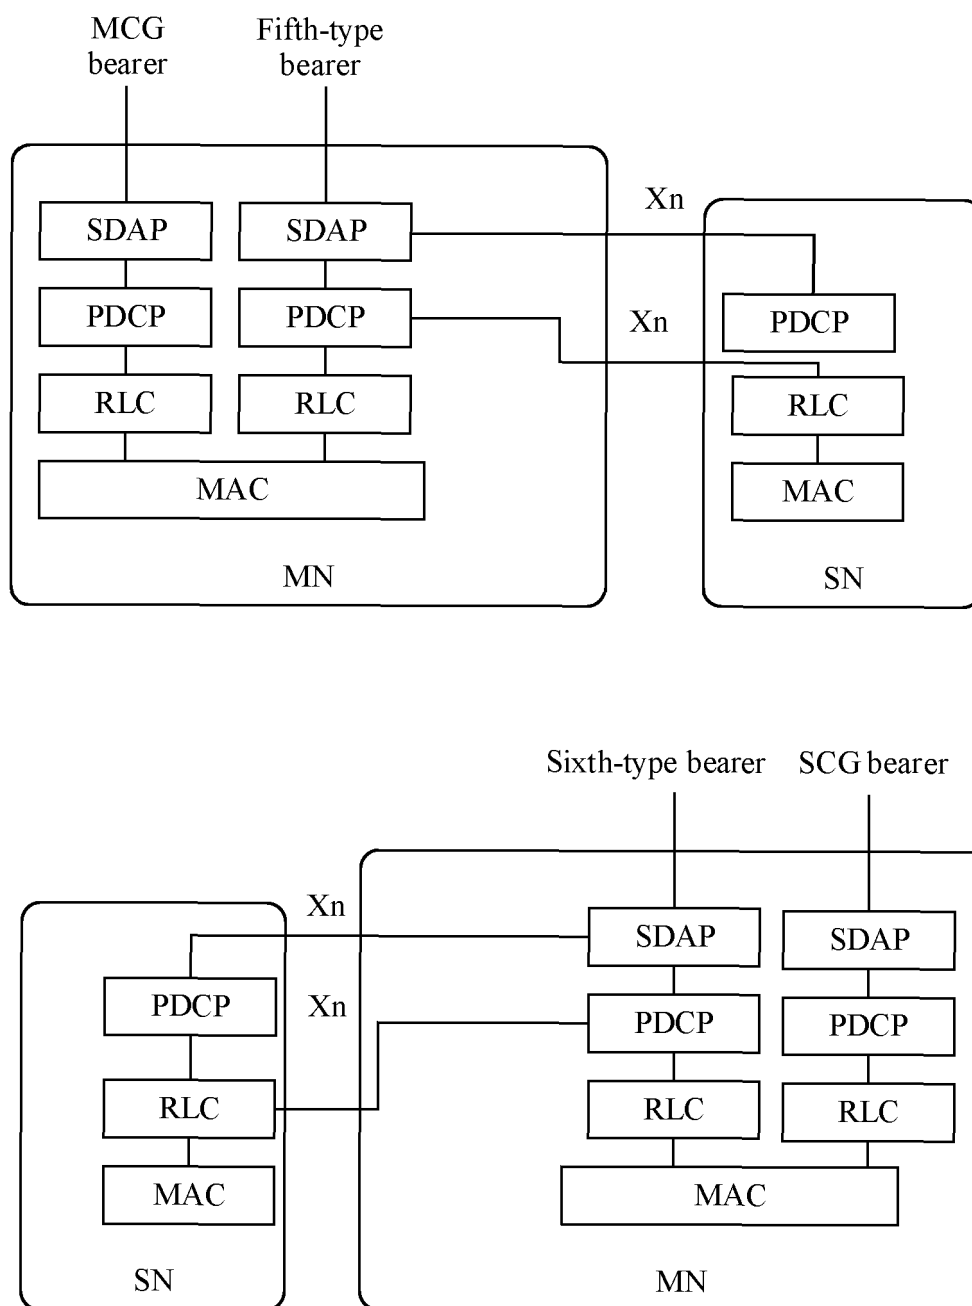 MCG
bearer
Fifth-type
bearer
Xn
SDAP
SDAP
PDCP
PDCP
Xn
PDCP
RLC
RLC
RLC
MAC
MAC
MN
SN
Sixth-type bearer
SCG bearer
Xn
SDAP
SDAP
PDCP
Xn
PDCP
PDCP
RLC
RLC
RLC
MAC
MAC
SN
MN